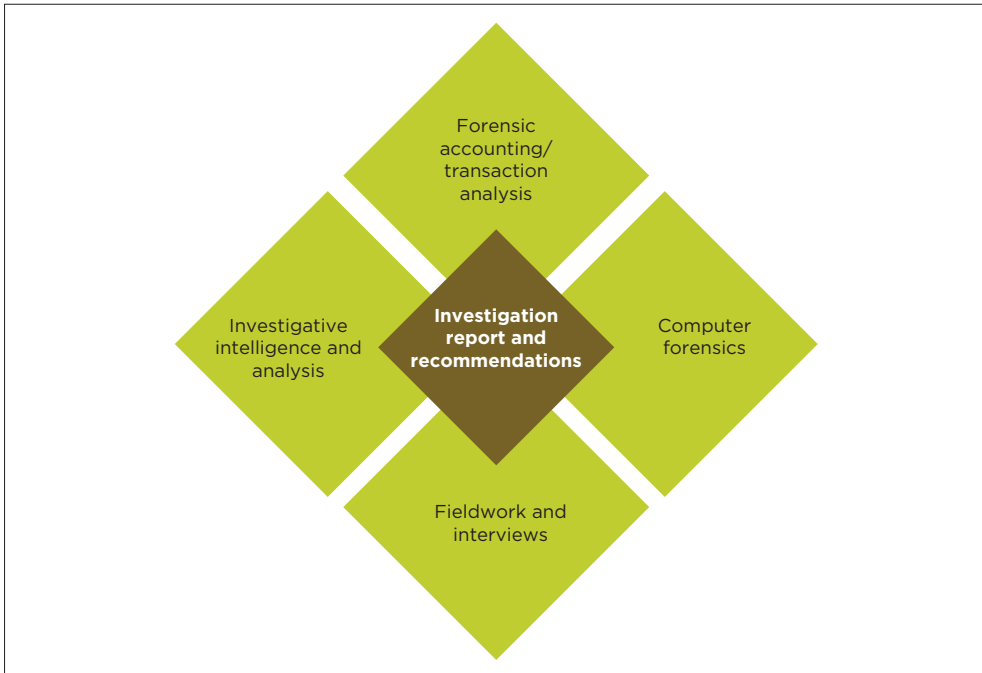 Forensic
accounting/
transaction
analysis
Investigative
intelligence and
analysis
Investigation
report and
recommendations
Computer
forensics
Fieldwork and
interviews